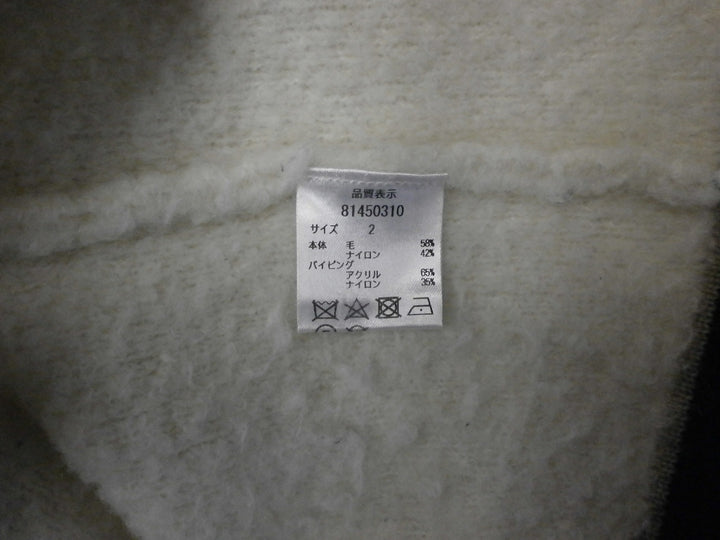 品質表示
81450310
サイズ 2
本体 毛 58%
ナイロン 42%
パイピング
アクリル 65%
ナイロン 35%